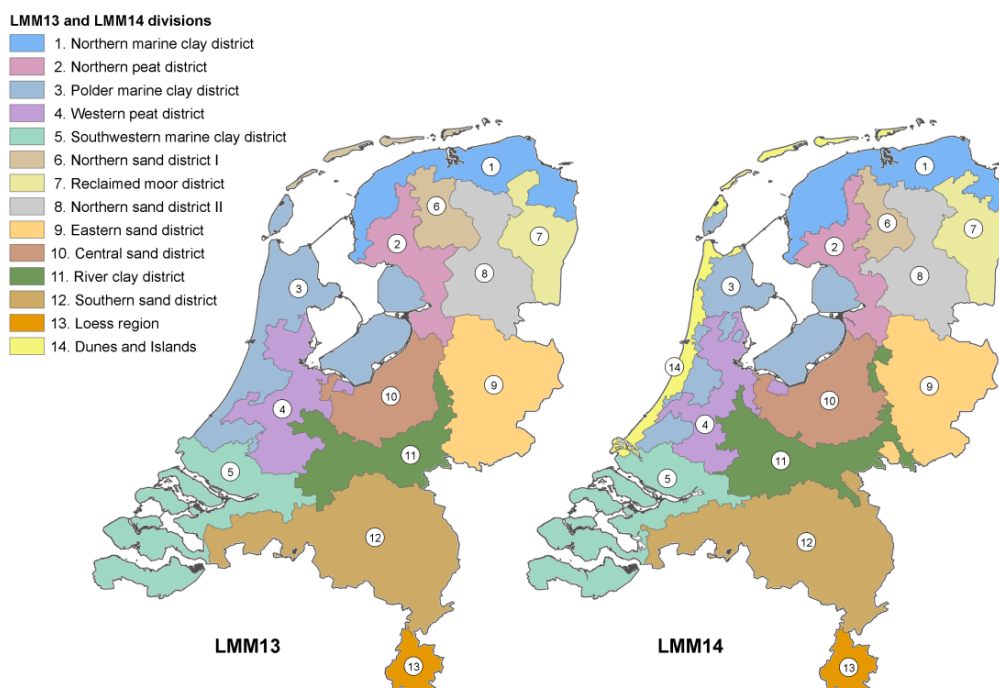 LMM13 and LMM14 divisions
1. Northern marine clay district
2. Northern peat district
3. Polder marine clay district
4. Western peat district
5. Southwestern marine clay district
6. Northern sand district I
7. Reclaimed moor district
8. Northern sand district II
9. Eastern sand district
10. Central sand district
11. River clay district
12. Southern sand district
13. Loess region
14. Dunes and Islands
1
6
2
7
8
3
9
10
4
11
5
12
13
LMM13
1
6
2
7
8
3
14
9
10
4
11
5
12
13
LMM14